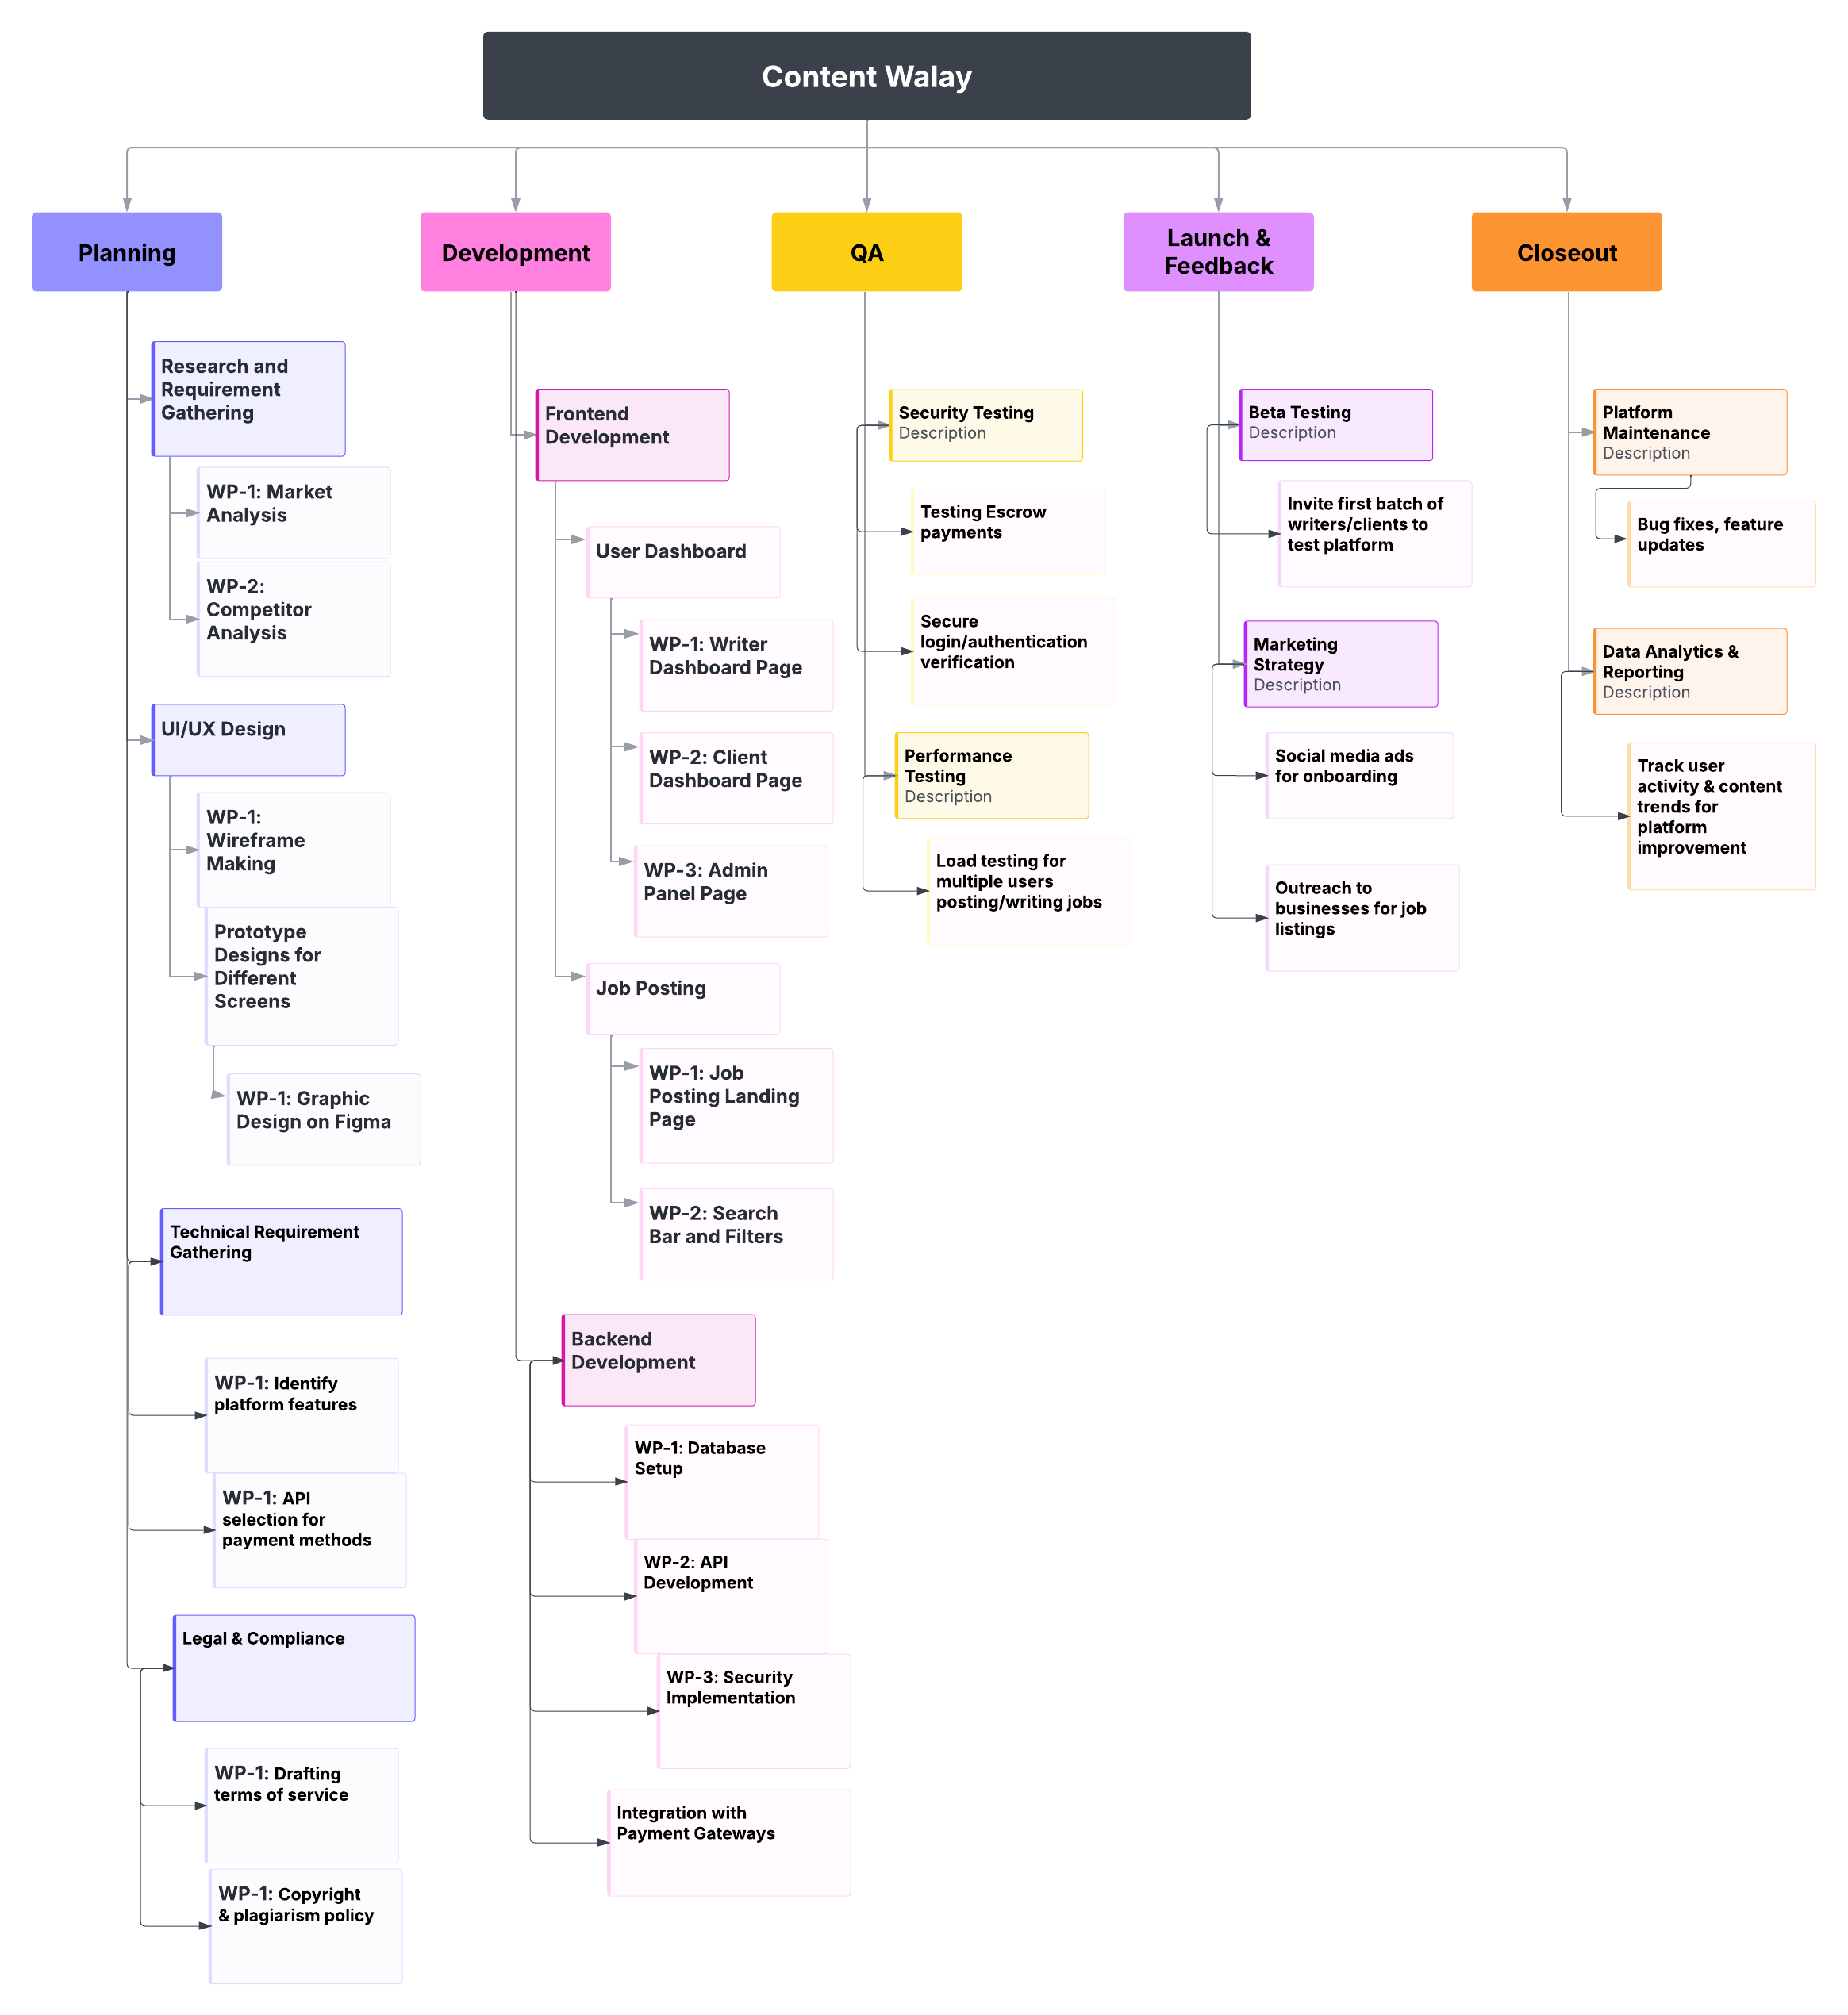 Content Walay
Planning
Development
QA
Launch &
Feedback
Closeout
Research and
Requirement
Gathering
WP-1: Market
Analysis
WP-2:
Competitor
Analysis
UI/UX Design
WP-1:
Wireframe
Making
Prototype
Designs for
Different
Screens
WP-1: Graphic
Design on Figma
Technical Requirement
Gathering
WP-1: Identify
platform features
WP-1: API
selection for
payment methods
Legal & Compliance
WP-1: Drafting
terms of service
WP-1: Copyright
& plagiarism policy
Frontend
Development
User Dashboard
WP-1: Writer
Dashboard Page
WP-2: Client
Dashboard Page
WP-3: Admin
Panel Page
Job Posting
WP-1: Job
Posting Landing
Page
WP-2: Search
Bar and Filters
Backend
Development
WP-1: Database
Setup
WP-2: API
Development
WP-3: Security
Implementation
Integration with
Payment Gateways
Security Testing
Description
Testing Escrow
payments
Secure
login/authentication
verification
Performance
Testing
Description
Load testing for
multiple users
posting/writing jobs
Beta Testing
Description
Invite first batch of
writers/clients to
test platform
Marketing
Strategy
Description
Social media ads
for onboarding
Outreach to
businesses for job
listings
Platform
Maintenance
Description
Bug fixes, feature
updates
Data Analytics &
Reporting
Description
Track user
activity & content
trends for
platform
improvement